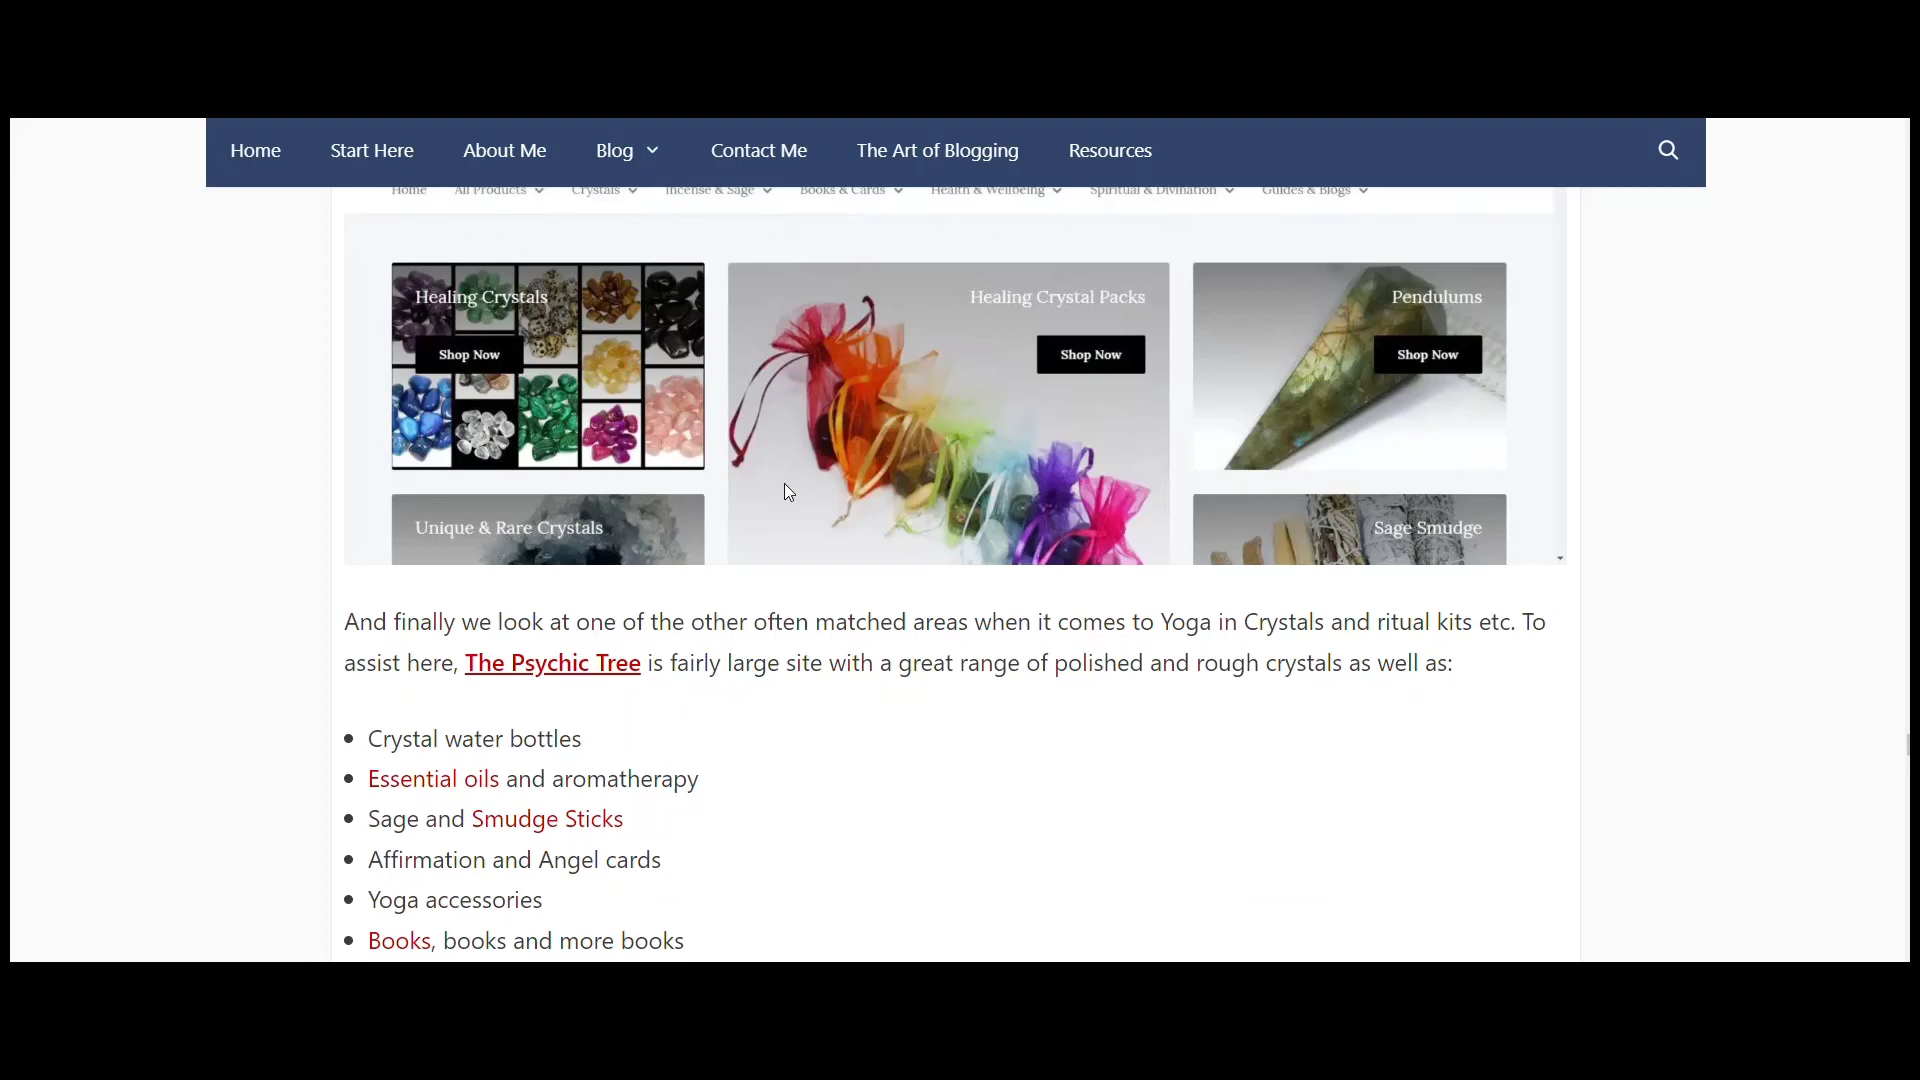 Home Start Here About Me Blog Contact Me The Art of Blogging Resources
Home All Products Crystals Incense & Sage Books & Cards Health & Wellbeing Spiritual & Divination Guides & Blogs
Healing Crystals
Shop Now
Healing Crystal Packs
Shop Now
Pendulums
Shop Now
Unique & Rare Crystals
Sage Smudge
And finally we look at one of the other often matched areas when it comes to Yoga in Crystals and ritual kits etc. To
assist here, The Psychic Tree is fairly large site with a great range of polished and rough crystals as well as:
Crystal water bottles
Essential oils and aromatherapy
Sage and Smudge Sticks
Affirmation and Angel cards
Yoga accessories
Books, books and more books